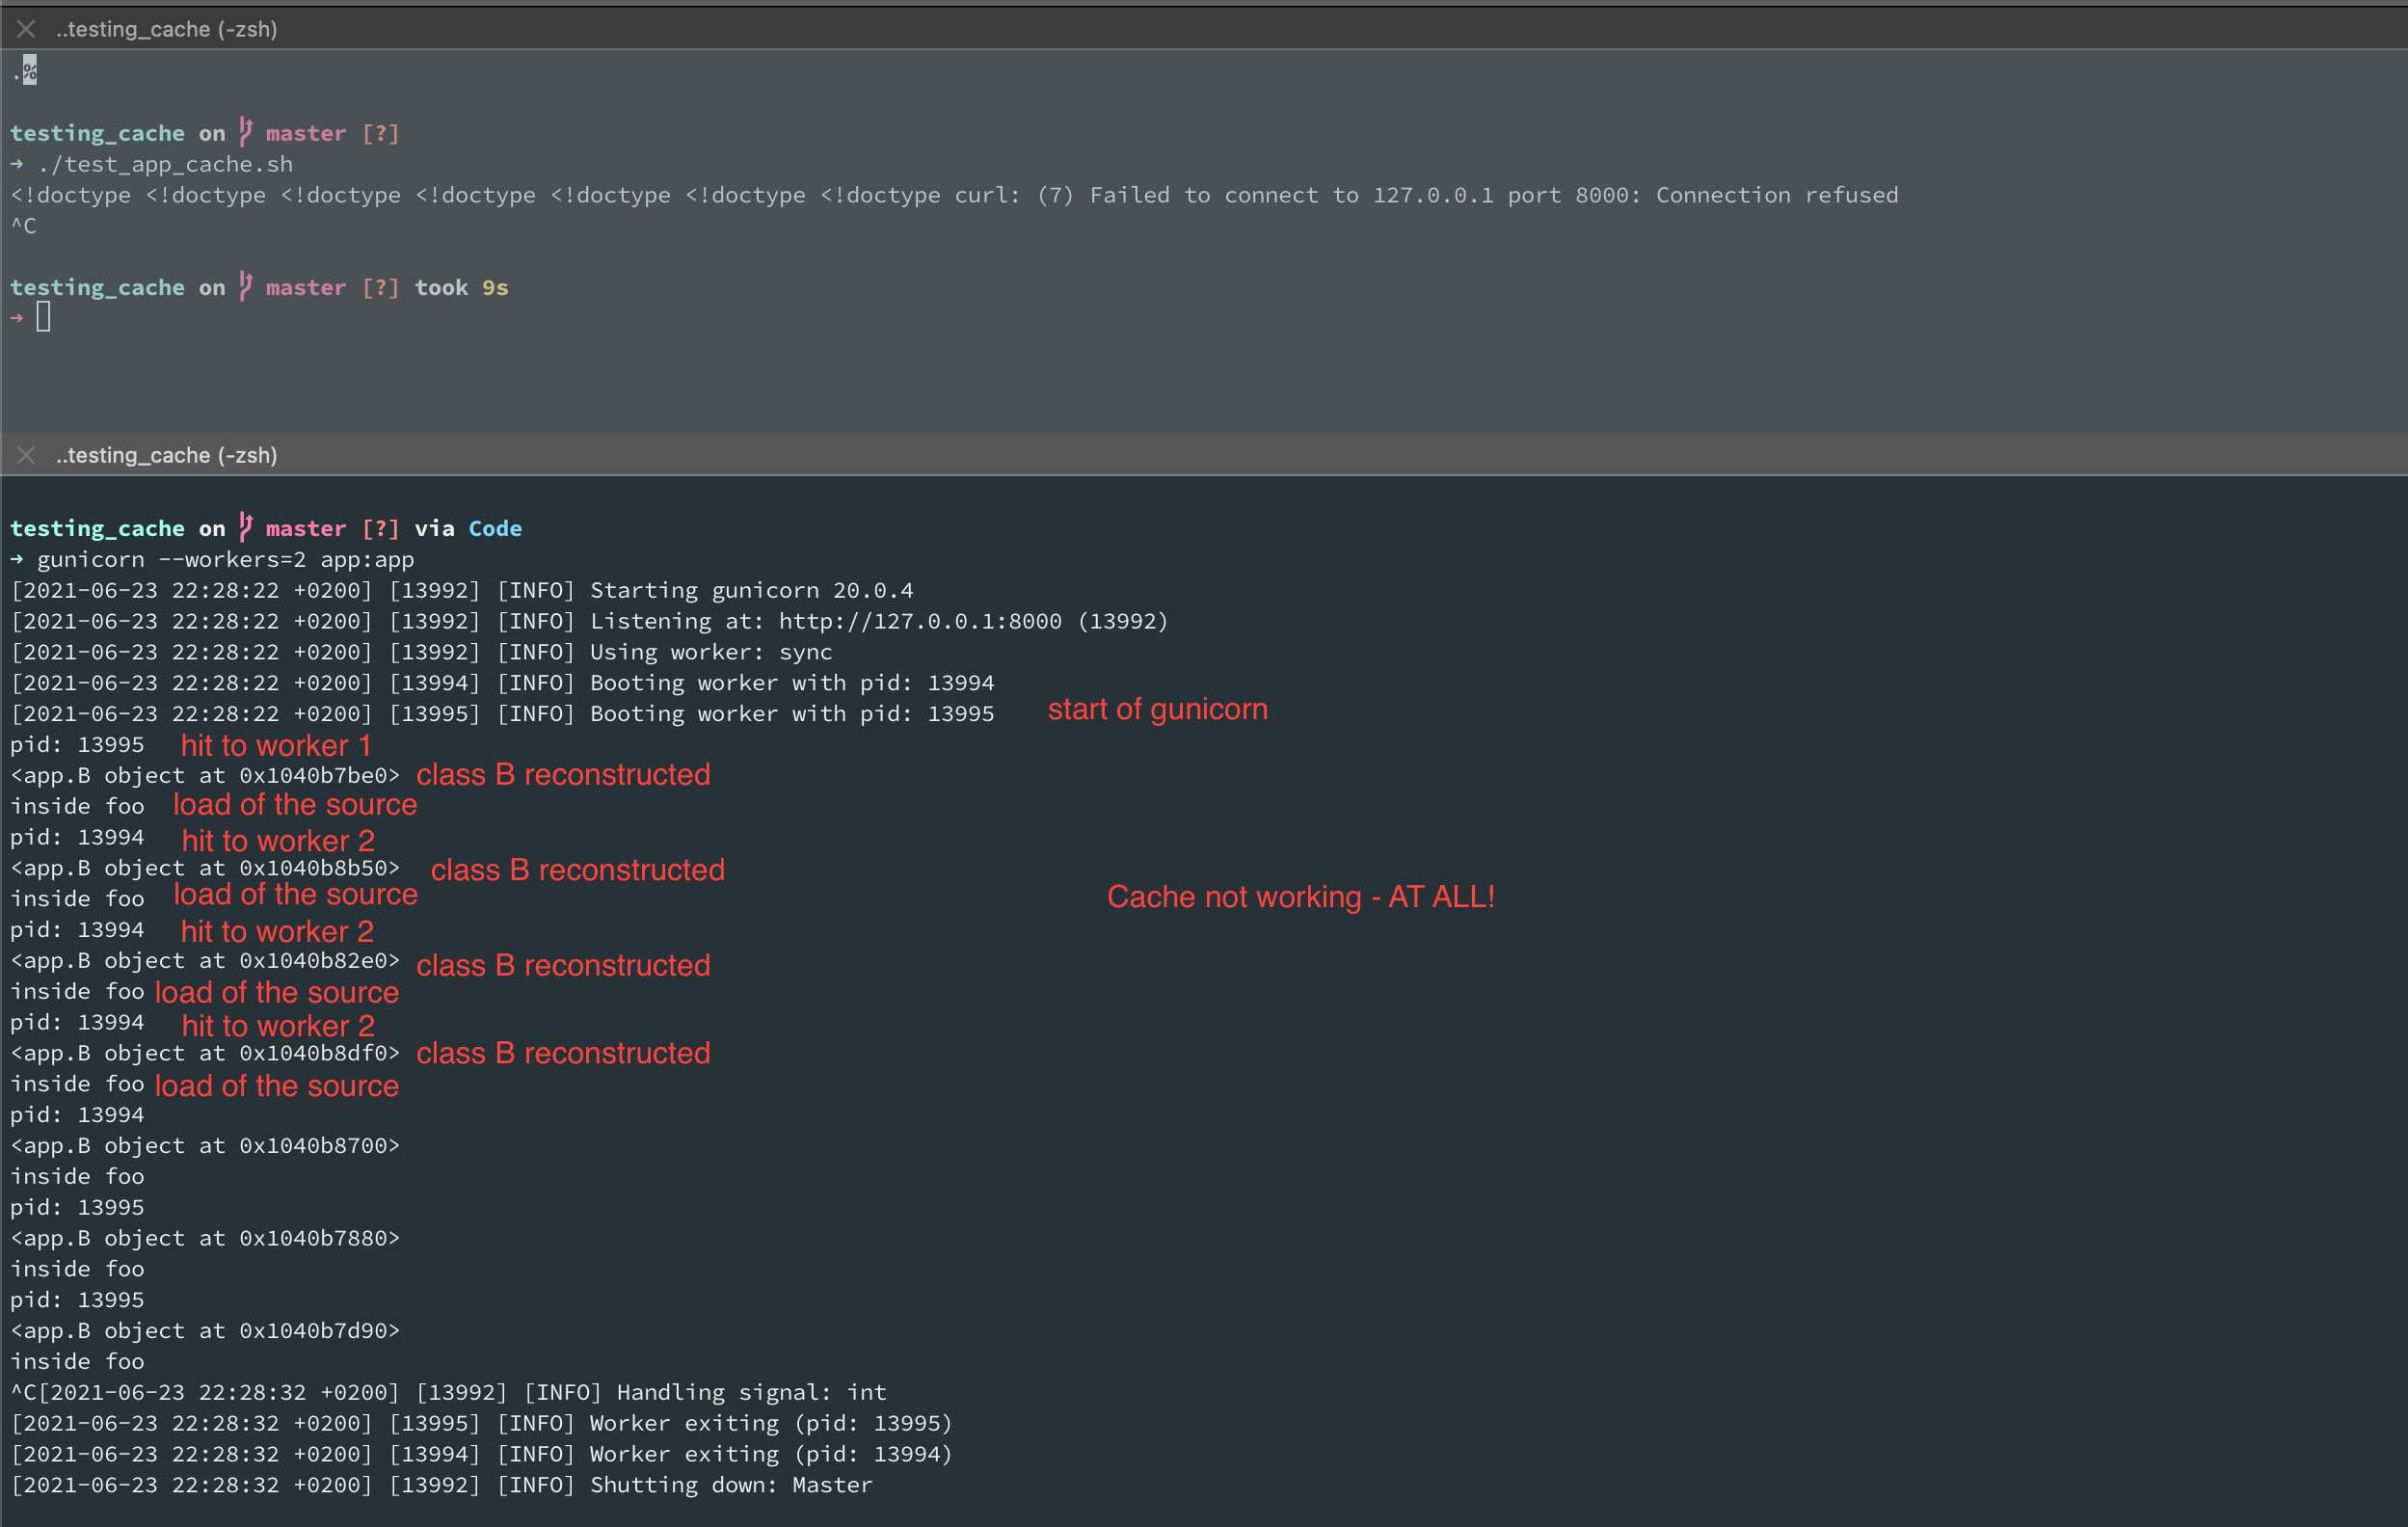 ..testing_cache (-zsh)
.%
testing_cache on master [?]
→ ./test_app_cache.sh
<!doctype <!doctype <!doctype <!doctype <!doctype <!doctype <!doctype curl: (7) Failed to connect to 127.0.0.1 port 8000: Connection refused
^C
testing_cache on master [?] took 9s
→
..testing_cache (-zsh)
testing_cache on master [?] via Code
→ gunicorn --workers=2 app:app
[2021-06-23 22:28:22 +0200] [13992] [INFO] Starting gunicorn 20.0.4
[2021-06-23 22:28:22 +0200] [13992] [INFO] Listening at: http://127.0.0.1:8000 (13992)
[2021-06-23 22:28:22 +0200] [13992] [INFO] Using worker: sync
[2021-06-23 22:28:22 +0200] [13994] [INFO] Booting worker with pid: 13994
[2021-06-23 22:28:22 +0200] [13995] [INFO] Booting worker with pid: 13995 start of gunicorn
pid: 13995 hit to worker 1
<app.B object at 0x1040b7be0> class B reconstructed
inside foo load of the source
pid: 13994 hit to worker 2
<app.B object at 0x1040b8b50> class B reconstructed
inside foo load of the source Cache not working - AT ALL!
pid: 13994 hit to worker 2
<app.B object at 0x1040b82e0> class B reconstructed
inside foo load of the source
pid: 13994 hit to worker 2
<app.B object at 0x1040b8df0> class B reconstructed
inside foo load of the source
pid: 13994
<app.B object at 0x1040b8700>
inside foo
pid: 13995
<app.B object at 0x1040b7880>
inside foo
pid: 13995
<app.B object at 0x1040b7d90>
inside foo
^C[2021-06-23 22:28:32 +0200] [13992] [INFO] Handling signal: int
[2021-06-23 22:28:32 +0200] [13995] [INFO] Worker exiting (pid: 13995)
[2021-06-23 22:28:32 +0200] [13994] [INFO] Worker exiting (pid: 13994)
[2021-06-23 22:28:32 +0200] [13992] [INFO] Shutting down: Master